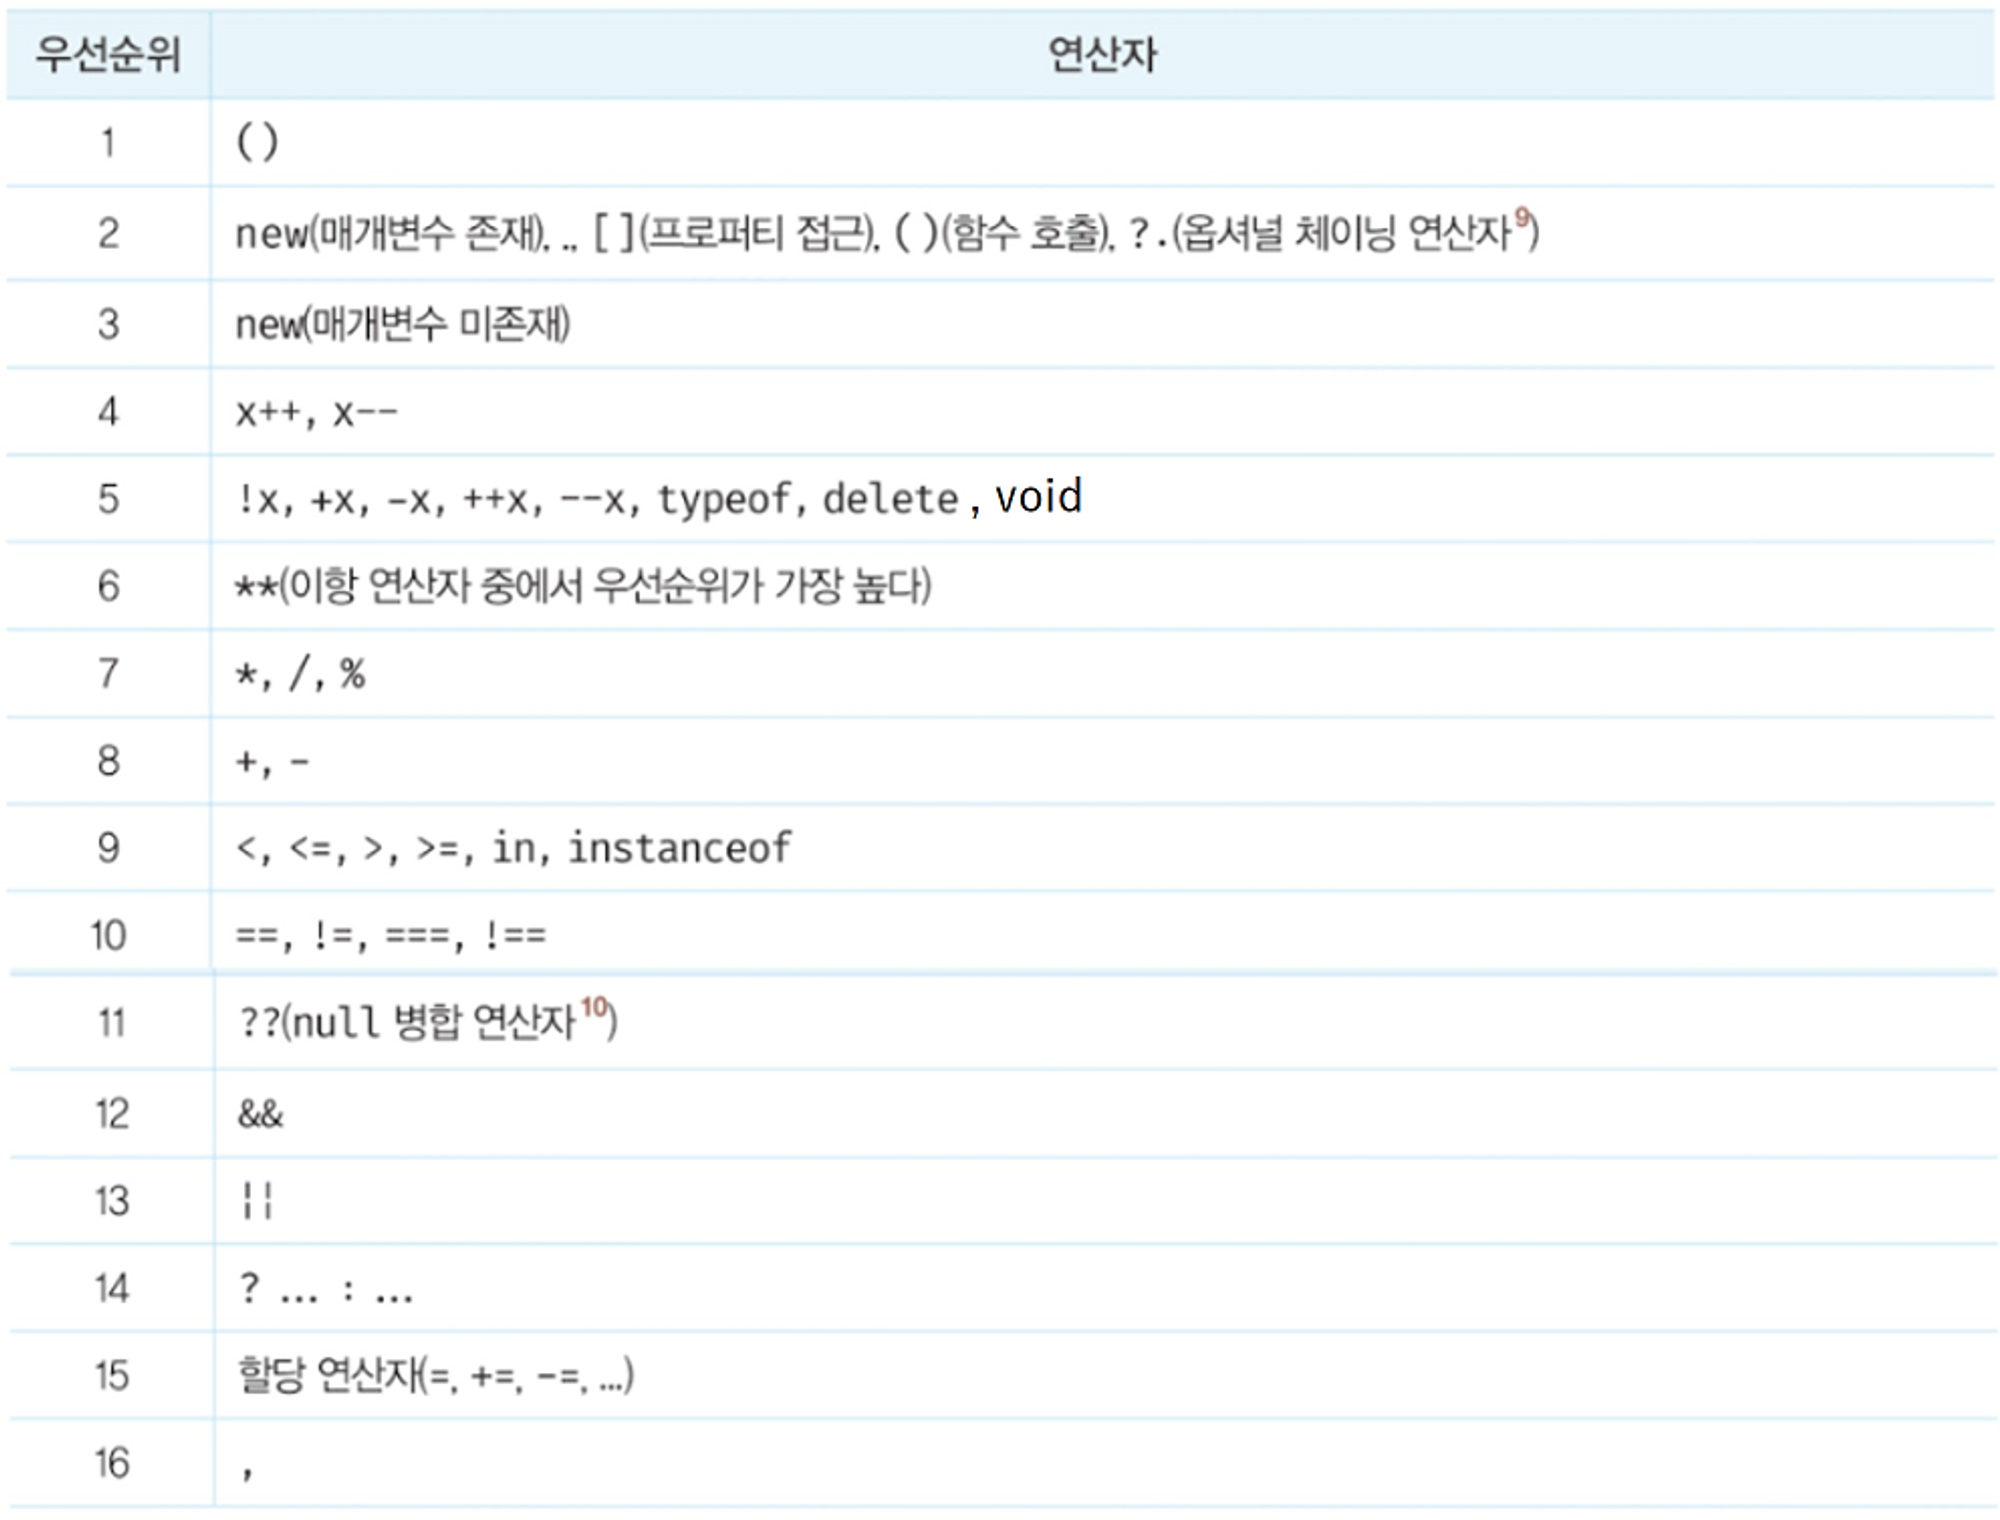 우선순위 연산자
1 ()
2 new(매개변수 존재), ., [](프로퍼티 접근), ()(함수 호출), ?.(옵셔널 체이닝 연산자9)
3 new(매개변수 미존재)
4 x++, x--
5 !x, +x, -x, ++x, --x, typeof, delete , void
6 **(이항 연산자 중에서 우선순위가 가장 높다)
7 *, /, %
8 +, -
9 <, <=, >, >=, in, instanceof
10 ==, !=, ===, !==
11 ??(null 병합 연산자10)
12 &&
13 ||
14 ? ... : ...
15 할당 연산자(=, +=, -=, ...)
16 ,